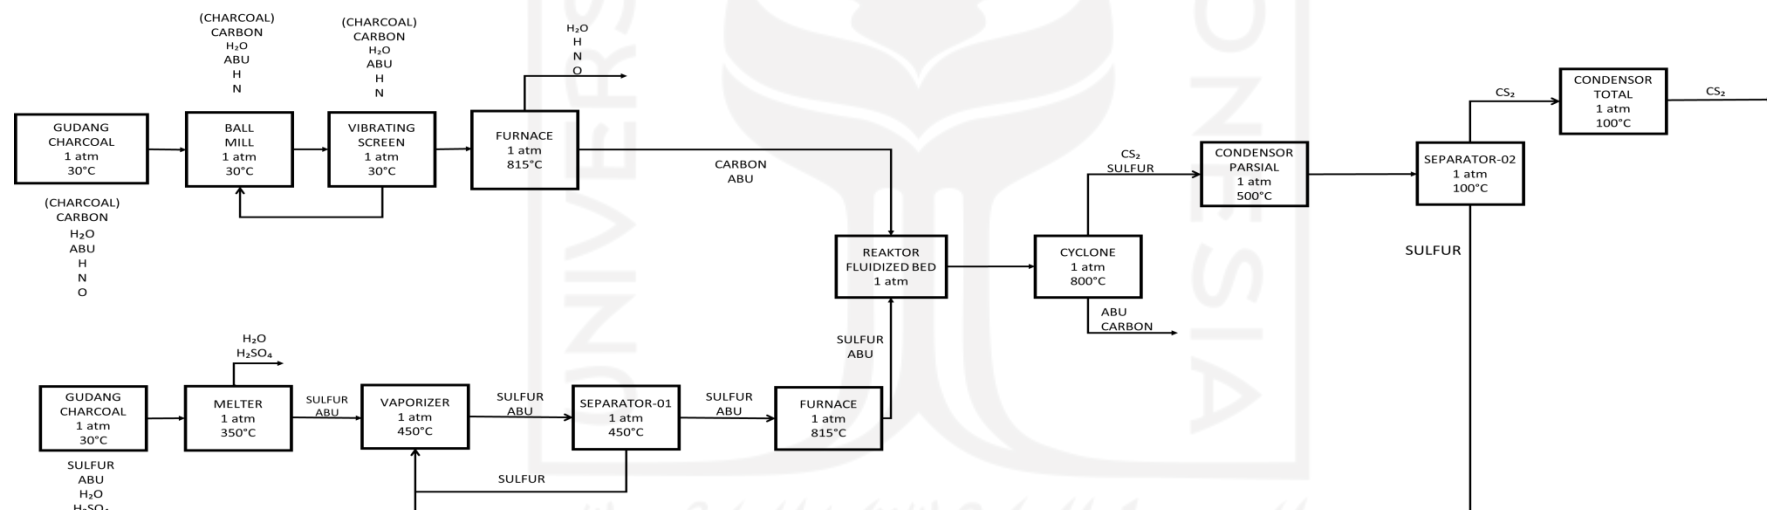 (CHARCOAL)
CARBON
H₂O
ABU
H
N
(CHARCOAL)
CARBON
H₂O
ABU
H
N
H₂O
H
N
O
GUDANG
CHARCOAL
1 atm
30°C
BALL
MILL
1 atm
30°C
VIBRATING
SCREEN
1 atm
30°C
FURNACE
1 atm
815°C
CARBON
ABU
(CHARCOAL)
CARBON
H₂O
ABU
H
N
O
REAKTOR
FLUIDIZED BED
1 atm
CYCLONE
1 atm
800°C
CS₂
SULFUR
ABU
CARBON
CONDENSOR
PARSIAL
1 atm
500°C
SEPARATOR-02
1 atm
100°C
CS₂
CONDENSOR
TOTAL
1 atm
100°C
CS₂
SULFUR
GUDANG
CHARCOAL
1 atm
30°C
SULFUR
ABU
H₂O
H₂SO₄
H₂O
H₂SO₄
MELTER
1 atm
350°C
SULFUR
ABU
VAPORIZER
1 atm
450°C
SULFUR
ABU
SEPARATOR-01
1 atm
450°C
SULFUR
ABU
FURNACE
1 atm
815°C
SULFUR
ABU
SULFUR
UNIVERS
ONESIA